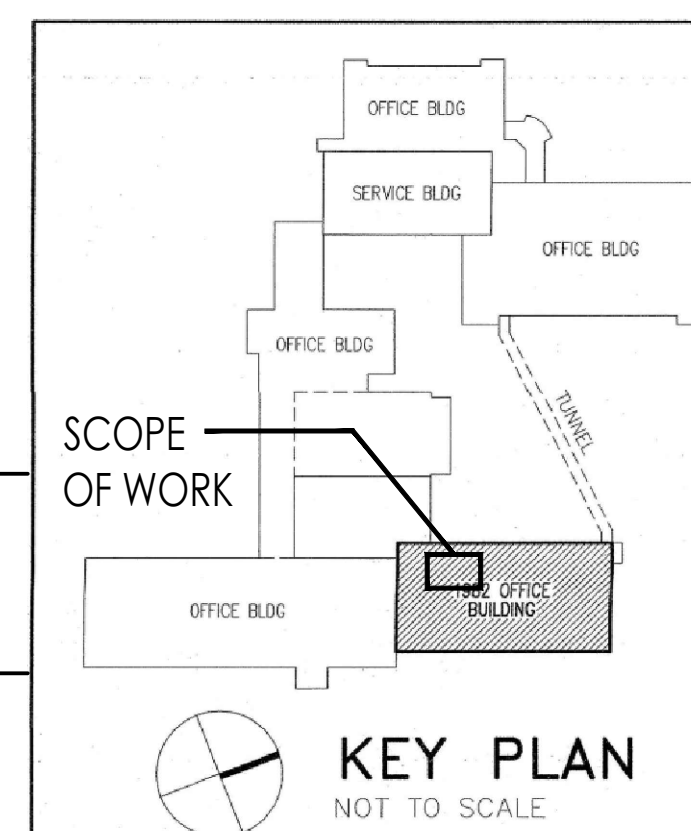 OFFICE BLDG
SERVICE BLDG
OFFICE BLDG
OFFICE BLDG
TUNNEL
SCOPE
OF WORK
OFFICE BLDG
OFFICE
BUILDING
KEY PLAN
NOT TO SCALE